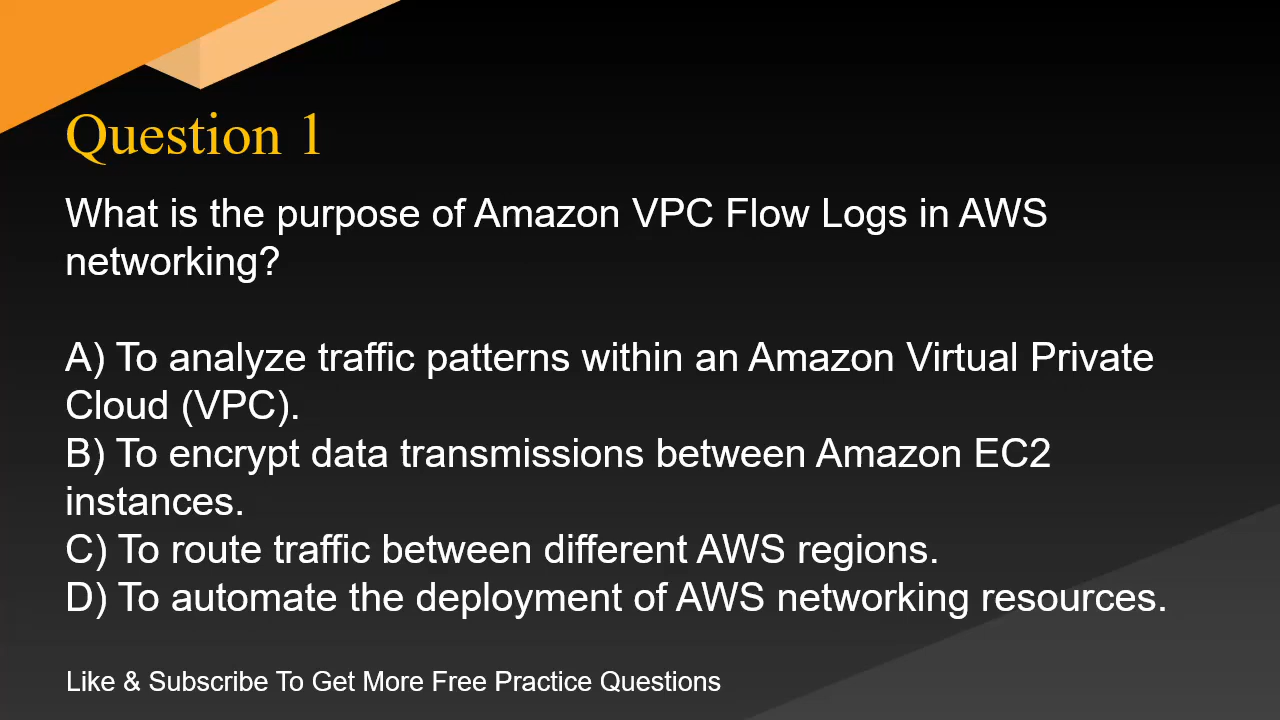 Question 1
What is the purpose of Amazon VPC Flow Logs in AWS
networking?
A) To analyze traffic patterns within an Amazon Virtual Private
Cloud (VPC).
B) To encrypt data transmissions between Amazon EC2
instances.
C) To route traffic between different AWS regions.
D) To automate the deployment of AWS networking resources.
Like & Subscribe To Get More Free Practice Questions